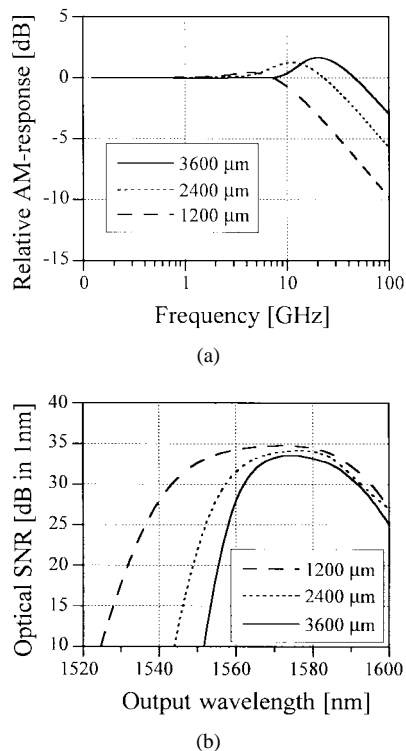 5
0
-5
-10
-15
Relative AM-response [dB]
3600 μm
2400 μm
1200 μm
0
1
10
100
Frequency [GHz]
(a)
40
35
30
25
20
15
10
Optical SNR [dB in 1nm]
1200 μm
2400 μm
3600 μm
1520
1540
1560
1580
1600
Output wavelength [nm]
(b)